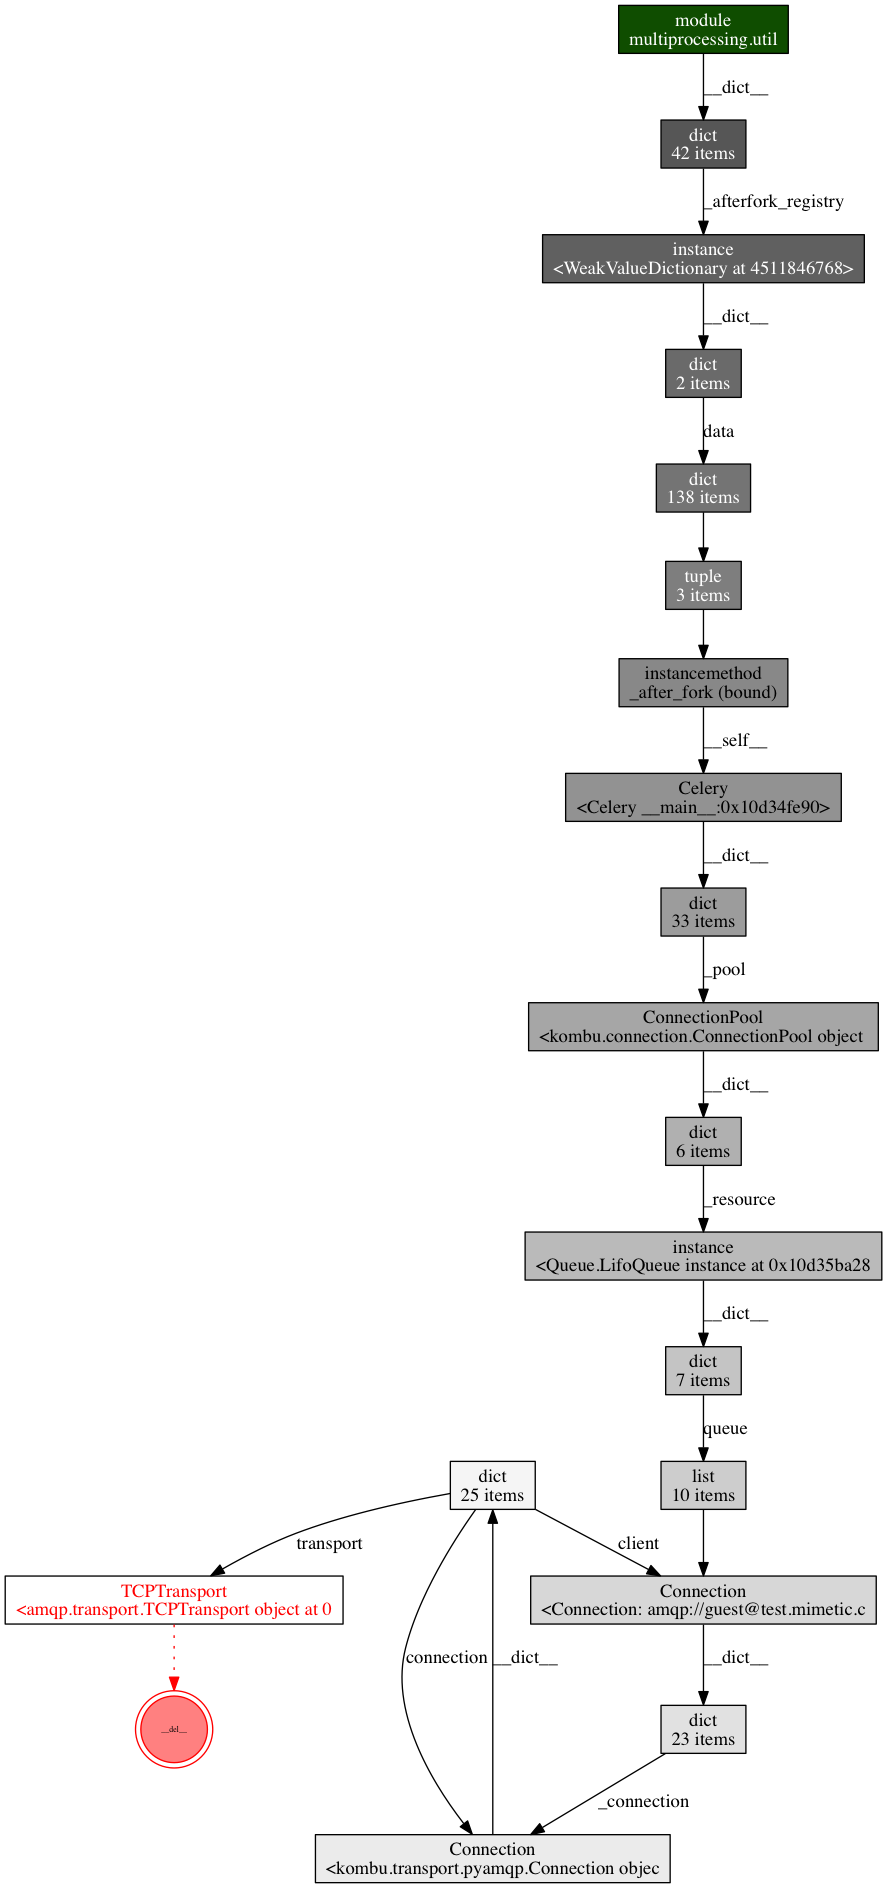 module
multiprocessing.util
__dict__
dict
42 items
_afterfork_registry
instance
<WeakValueDictionary at 4511846768>
__dict__
dict
2 items
data
dict
138 items
tuple
3 items
instancemethod
_after_fork (bound)
__self__
Celery
<Celery __main__:0x10d34fe90>
__dict__
dict
33 items
_pool
ConnectionPool
<kombu.connection.ConnectionPool object
__dict__
dict
6 items
_resource
instance
<Queue.LifoQueue instance at 0x10d35ba28
__dict__
dict
7 items
queue
dict
25 items
list
10 items
transport
client
TCPTransport
<amqp.transport.TCPTransport object at 0
Connection
<Connection: amqp://guest@test.mimetic.c
connection
__dict__
__dict__
__del__
dict
23 items
_connection
Connection
<kombu.transport.pyamqp.Connection objec